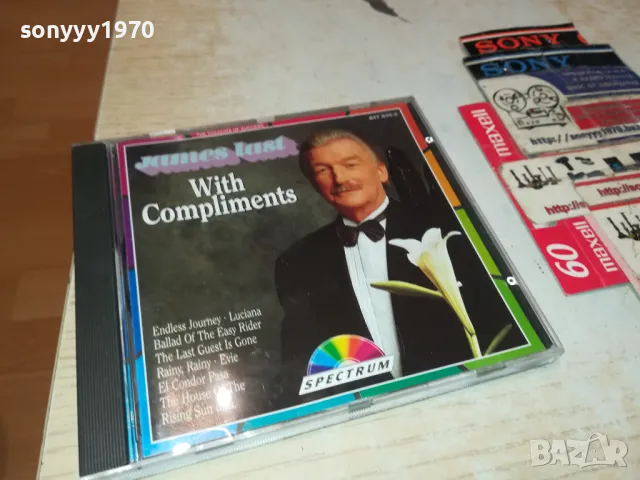 sonyyy1970
James Last
With
Compliments
Endless Journey · Luciana
Ballad Of The Easy Rider
The Last Guest Is Gone
Rainy, Rainy · Evie
El Condor Pasa
The House Of The
Rising Sun
SPECTRUM
SONY
SONY
maxell
maxell
60
BAZAR
bg